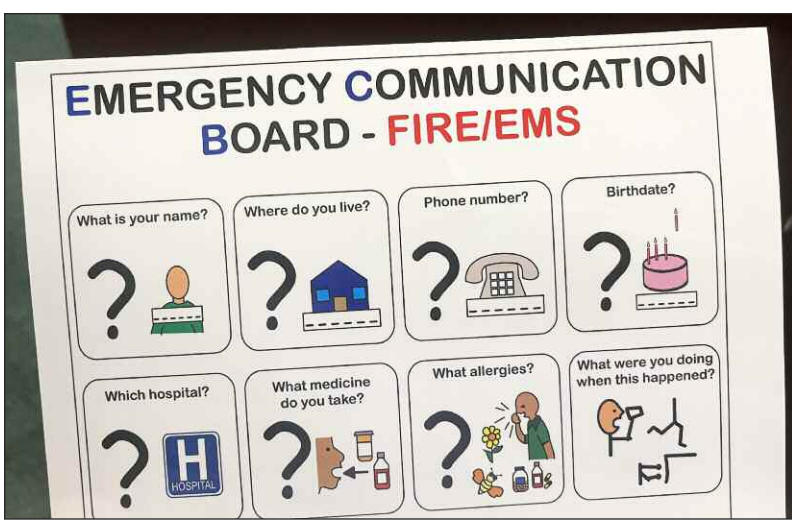 EMERGENCY COMMUNICATION
BOARD - FIRE/EMS
What is your name?
Where do you live?
Phone number?
Birthdate?
?
?
?
?
Which hospital?
What medicine
do you take?
What allergies?
What were you doing
when this happened?
?
H
HOSPITAL
?
?